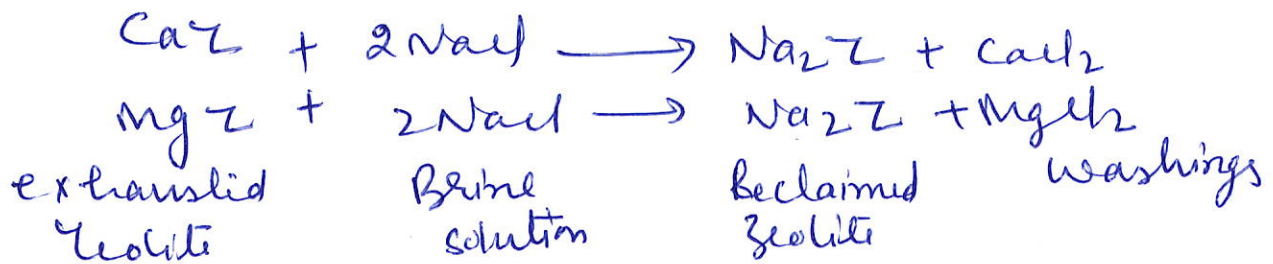 CaZ + 2NaCl → Na2Z + CaCl2
MgZ + 2NaCl → Na2Z + MgCl2
exhausted Brine Reclaimed washings
Zeolite solution Zeolite